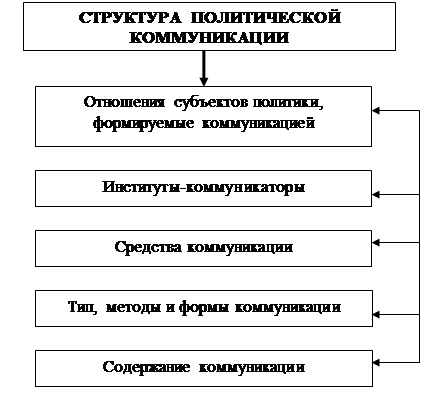 СТРУКТУРА ПОЛИТИЧЕСКОЙ
КОММУНИКАЦИИ
Отношения субъектов политики,
формируемые коммуникацией
Институты-коммуникаторы
Средства коммуникации
Тип, методы и формы коммуникации
Содержание коммуникации